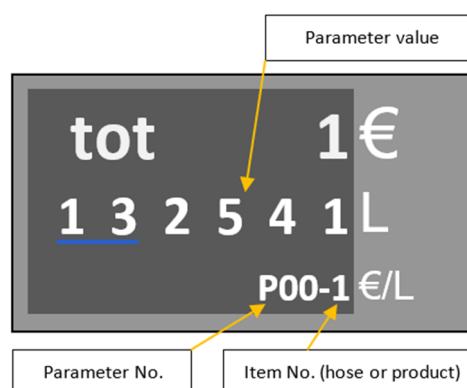 Parameter value
tot 1 €
1 3 2 5 4 1 L
P00-1 €/L
Parameter No.
Item No. (hose or product)